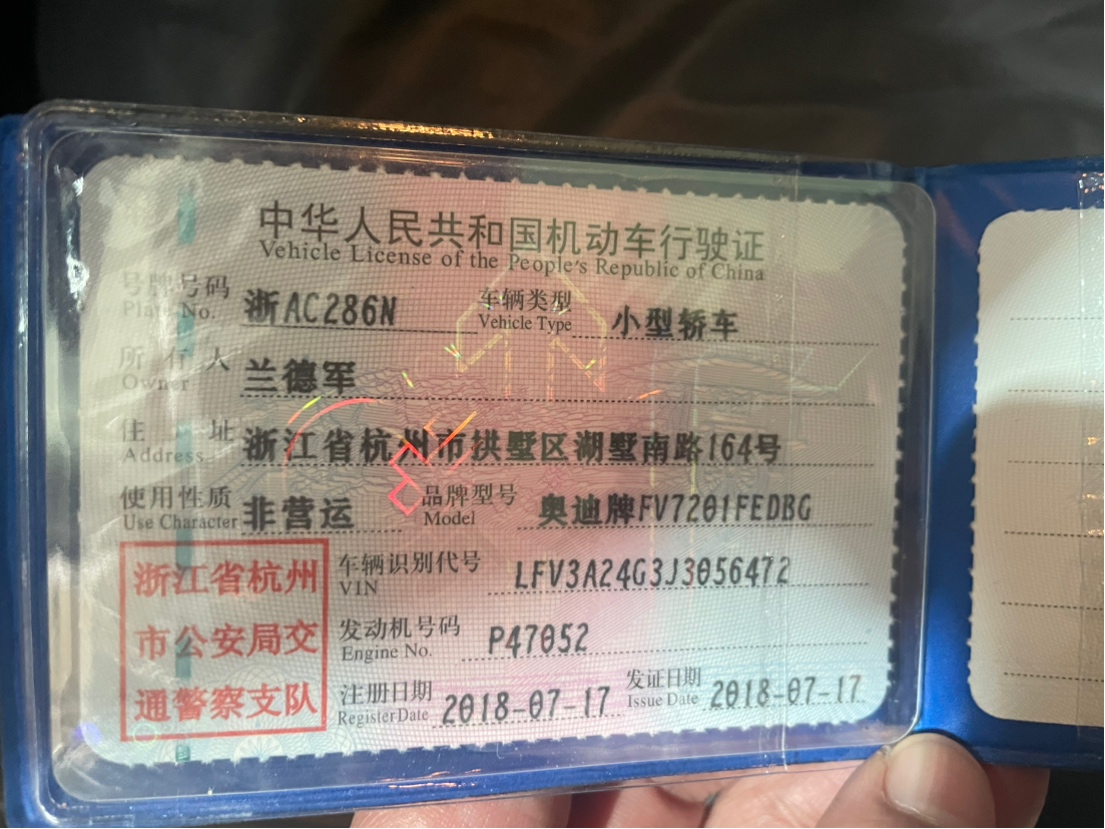 中华人民共和国机动车行驶证
Vehicle License of the People's Republic of China
号牌号码 浙AC286N 车辆类型 小型轿车
Plate No. Vehicle Type
所有人 兰德军
Owner
住址 浙江省杭州市拱墅区湖墅南路164号
Address
使用性质 非营运 品牌型号 奥迪牌FV7201FEDBG
Use Character Model
浙江省杭州
市公安局交
通警察支队
车辆识别代号 LFV3A24G3J3056472
VIN
发动机号码 P47052
Engine No.
注册日期 2018-07-17 发证日期 2018-07-17
Register Date Issue Date